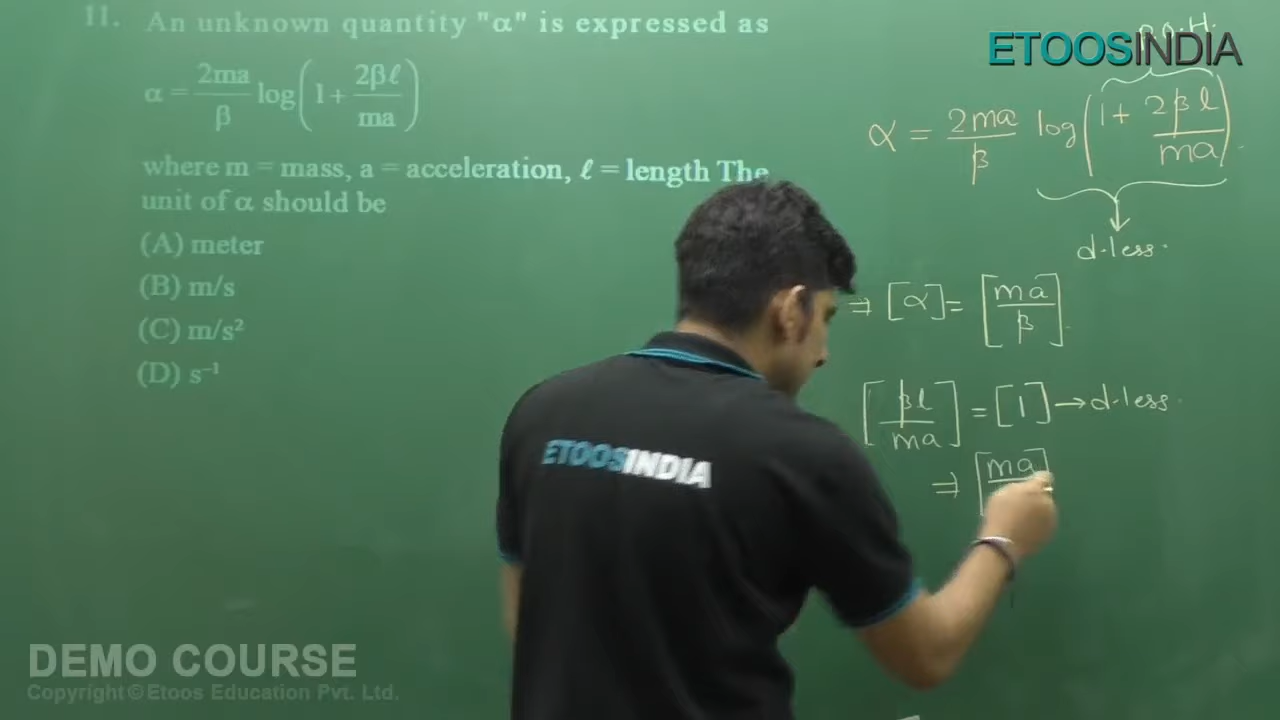 11. An unknown quantity "α" is expressed as
α = 2ma/β log(1 + 2βℓ/ma)
where m = mass, a = acceleration, ℓ = length The
unit of α should be
(A) meter
(B) m/s
(C) m/s²
(D) s⁻¹
ETOOSINDIA
α = 2ma/β log(1 + 2βl/ma)
d-less.
⇒ [α] = [ma/β].
[βl/ma] = [1] → d-less.
⇒ [ma
ETOOSINDIA
DEMO COURSE
Copyright © Etoos Education Pvt. Ltd.